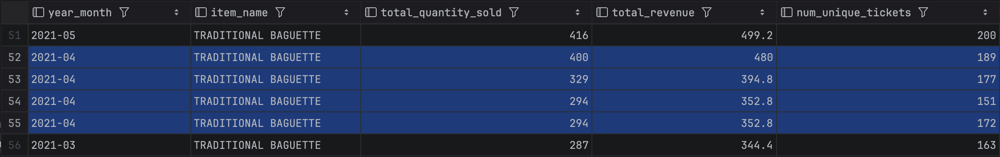 year_month item_name total_quantity_sold total_revenue num_unique_tickets
51 2021-05 TRADITIONAL BAGUETTE 416 499.2 200
52 2021-04 TRADITIONAL BAGUETTE 400 480 189
53 2021-04 TRADITIONAL BAGUETTE 329 394.8 177
54 2021-04 TRADITIONAL BAGUETTE 294 352.8 151
55 2021-04 TRADITIONAL BAGUETTE 294 352.8 172
56 2021-03 TRADITIONAL BAGUETTE 287 344.4 163